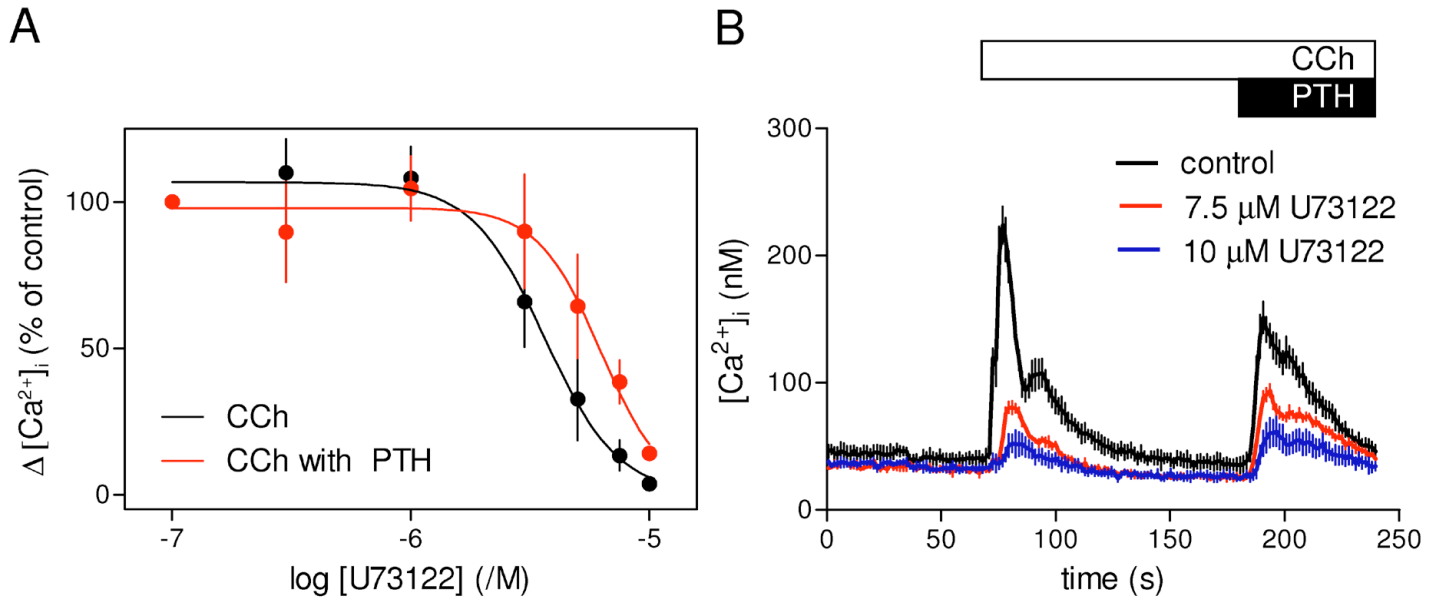 A
B
CCh
PTH
Δ [Ca²⁺]ᵢ (% of control)
100
50
0
CCh
CCh with PTH
-7
-6
-5
log [U73122] (/M)
[Ca²⁺]ᵢ (nM)
300
200
100
0
control
7.5 μM U73122
10 μM U73122
0
50
100
150
200
250
time (s)